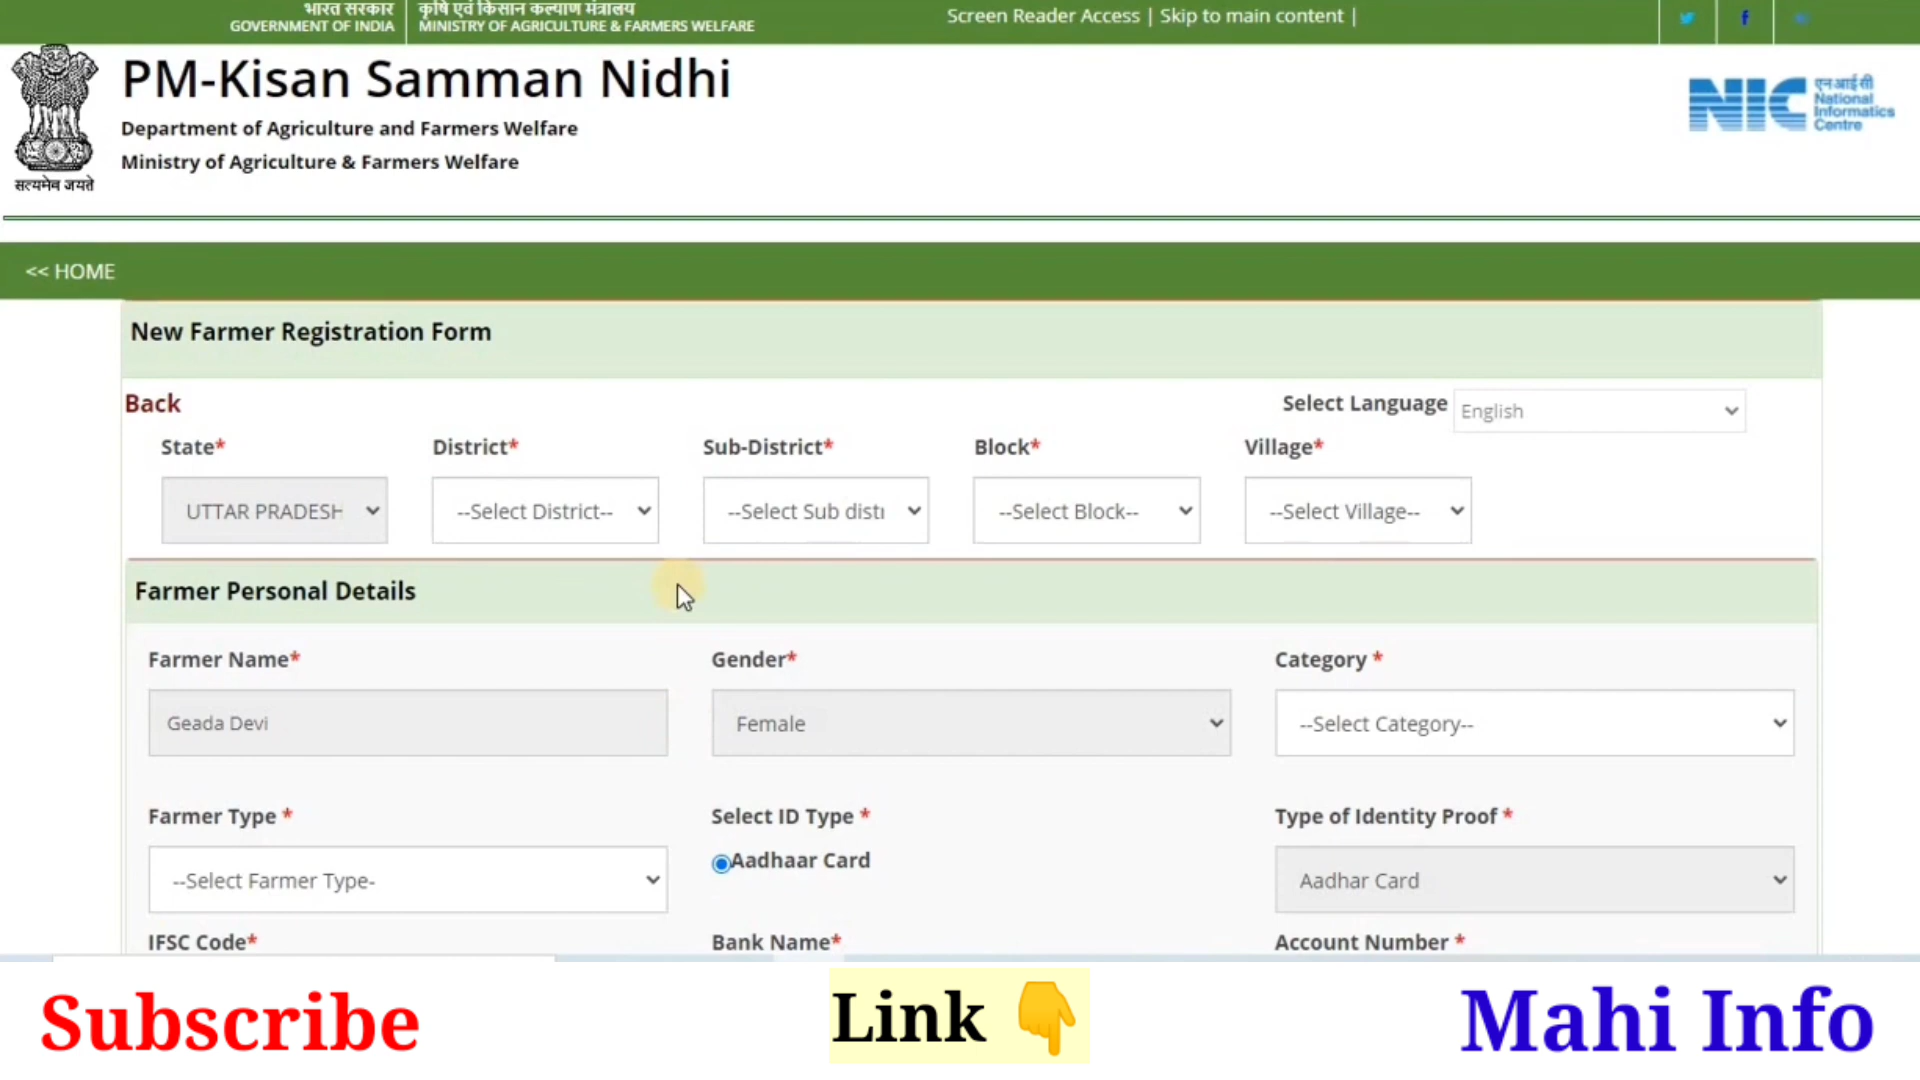 भारत सरकार
GOVERNMENT OF INDIA
कृषि एवं किसान कल्याण मंत्रालय
MINISTRY OF AGRICULTURE & FARMERS WELFARE
Screen Reader Access | Skip to main content |
सत्यमेव जयते
PM-Kisan Samman Nidhi
Department of Agriculture and Farmers Welfare
Ministry of Agriculture & Farmers Welfare
NIC
एन आई सी
National
Informatics
Centre
<< HOME
New Farmer Registration Form
Back
Select Language English
State* District* Sub-District* Block* Village*
UTTAR PRADESH --Select District-- --Select Sub distr --Select Block-- --Select Village--
Farmer Personal Details
Farmer Name* Gender* Category *
Geada Devi Female --Select Category--
Farmer Type * Select ID Type * Type of Identity Proof *
--Select Farmer Type- Aadhaar Card Aadhar Card
IFSC Code* Bank Name* Account Number *
Subscribe Link 👇 Mahi Info